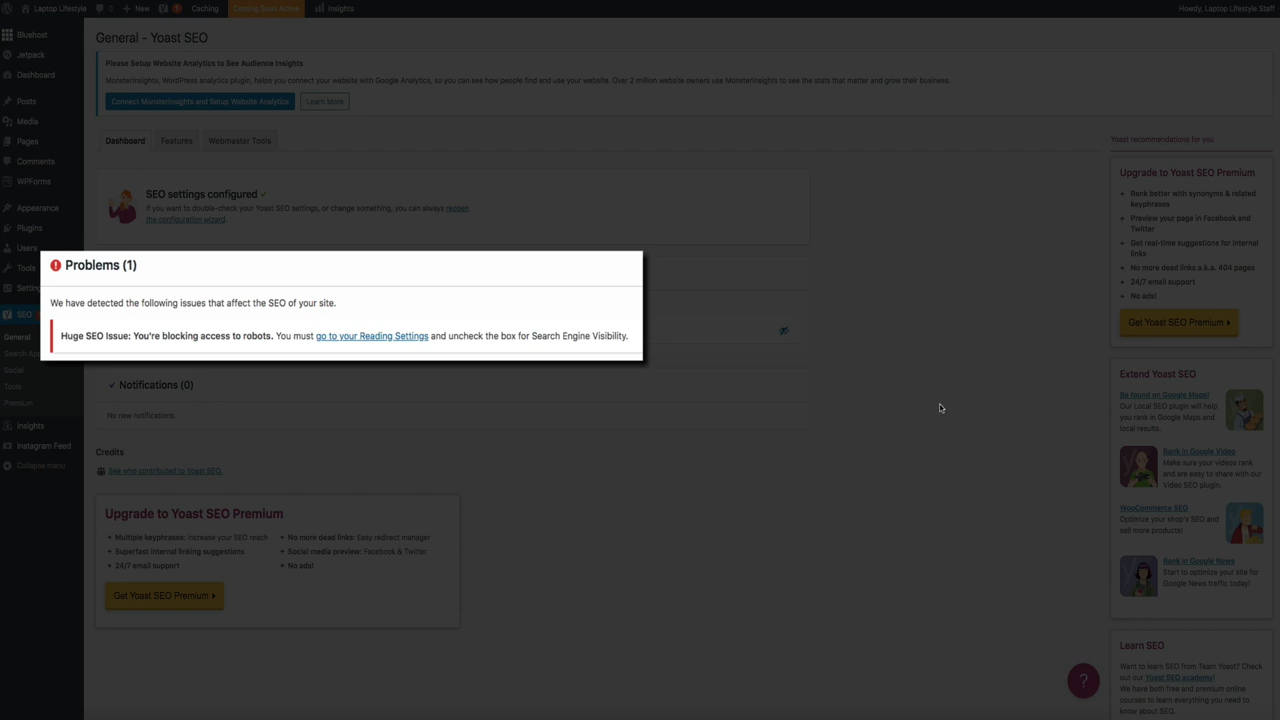 Laptop Lifestyle
0
New
1
Caching
Coming Soon Active
Insights
Howdy, Laptop Lifestyle Staff
Bluehost
Jetpack
Dashboard
Posts
Media
Pages
Comments
WPForms
Appearance
Plugins
Users
Tools
SEO
General
Social
Tools
Premium
Insights
Instagram Feed
Collapse menu
General - Yoast SEO
Please Setup Website Analytics to See Audience Insights
MonsterInsights, WordPress analytics plugin, helps you connect your website with Google Analytics, so you can see how people find and use your website. Over 2 million website owners use MonsterInsights to see the stats that matter and grow their business.
Connect MonsterInsights and Setup Website Analytics
Learn More
Dashboard
Features
Webmaster Tools
SEO settings configured ✓
If you want to double-check your Yoast SEO settings, or change something, you can always reopen
the configuration wizard.
Problems (1)
We have detected the following issues that affect the SEO of your site.
Huge SEO Issue: You're blocking access to robots. You must go to your Reading Settings and uncheck the box for Search Engine Visibility.
✓ Notifications (0)
No new notifications.
Credits
See who contributed to Yoast SEO.
Upgrade to Yoast SEO Premium
+ Multiple keyphrases: Increase your SEO reach
+ No more dead links: Easy redirect manager
+ Superfast internal linking suggestions
+ Social media preview: Facebook & Twitter
+ 24/7 email support
+ No ads!
Get Yoast SEO Premium
Yoast recommendations for you
Upgrade to Yoast SEO Premium
+ Rank better with synonyms & related
keyphrases
+ Preview your page in Facebook and
Twitter
+ Get real-time suggestions for internal
links
+ No more dead links a.k.a. 404 pages
+ 24/7 email support
+ No ads!
Get Yoast SEO Premium
Extend Yoast SEO
Be found on Google Maps!
Our Local SEO plugin will help
you rank in Google Maps and
local results.
Rank in Google Video
Make sure your videos rank
and are easy to share with our
Video SEO plugin.
WooCommerce SEO
Optimize your shop's SEO and
sell more products!
Rank in Google News
Start to optimize your site for
Google News traffic today!
Learn SEO
Want to learn SEO from Team Yoast? Check
out our Yoast SEO academy!
We have both free and premium online
courses to learn everything you need to
know about SEO.
?